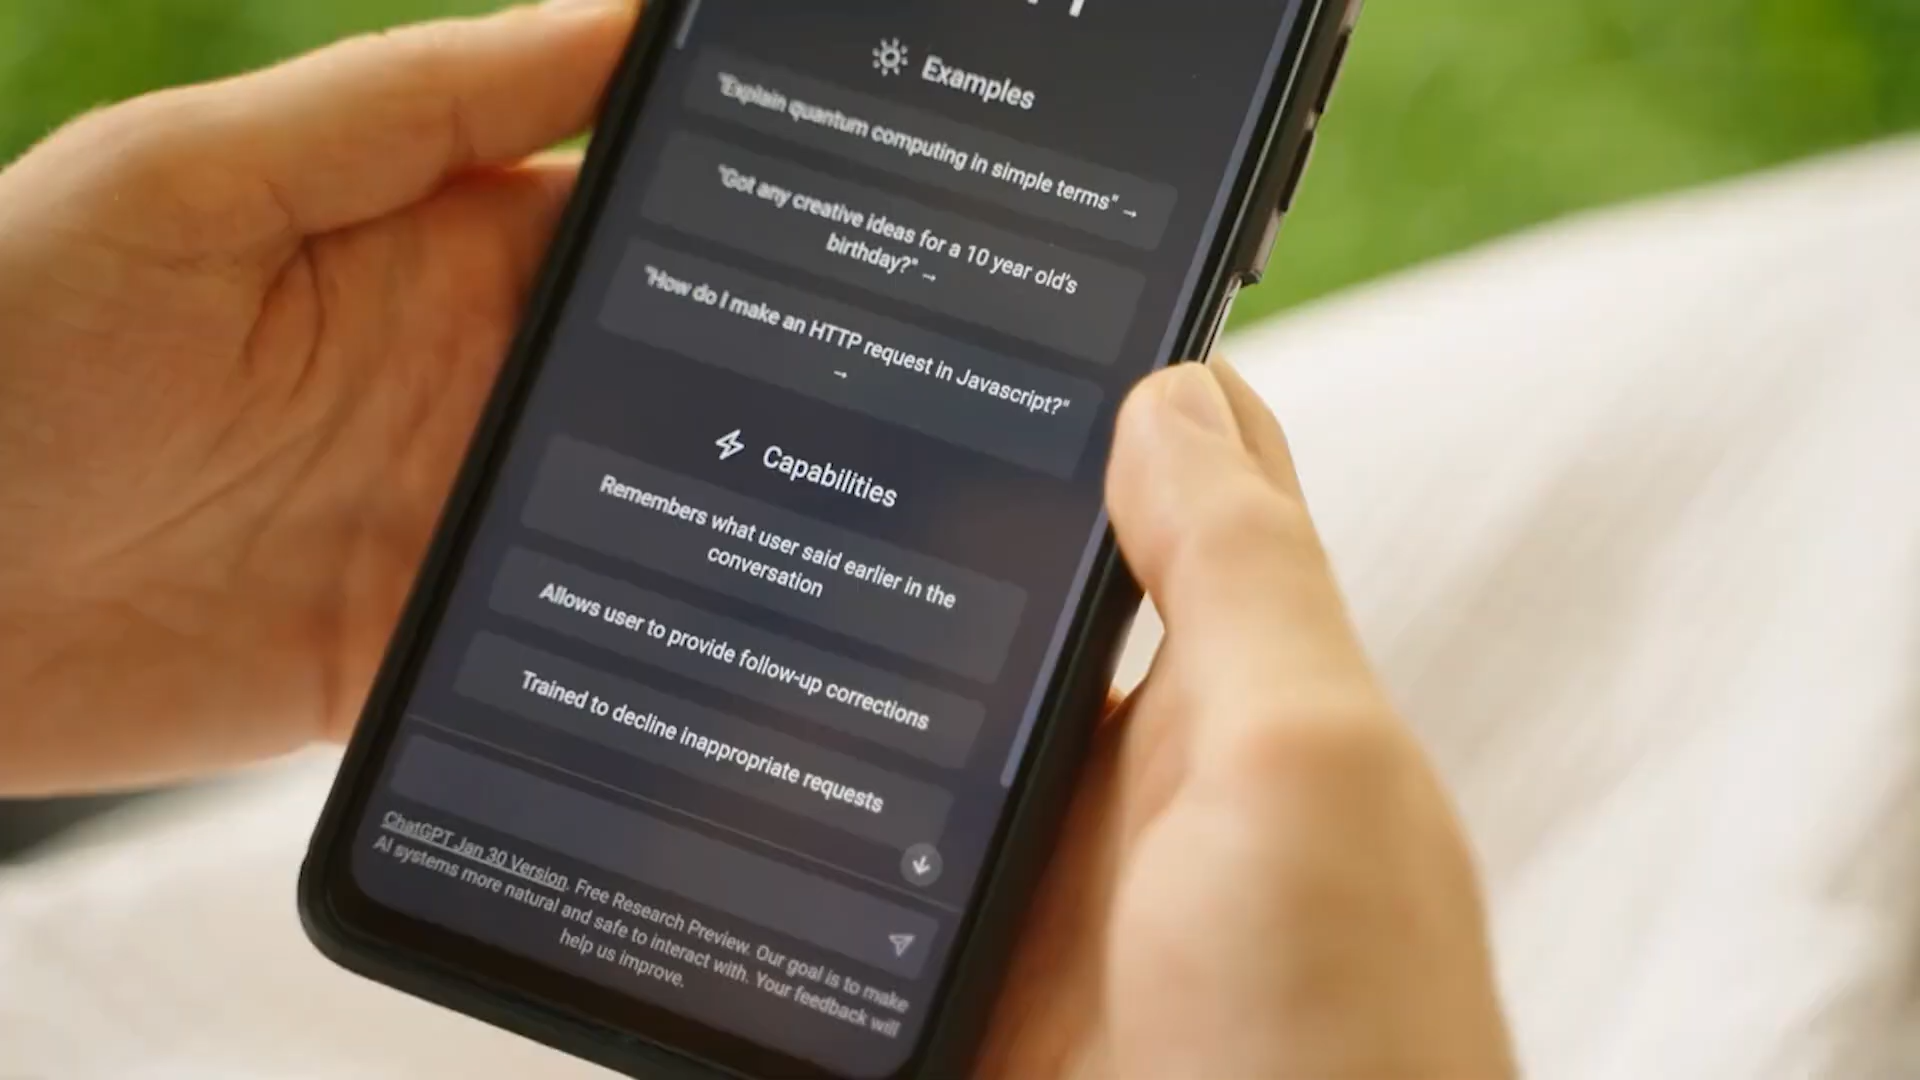 Examples
"Explain quantum computing in simple terms" →
"Got any creative ideas for a 10 year old's
birthday?" →
"How do I make an HTTP request in Javascript?"
→
Capabilities
Remembers what user said earlier in the
conversation
Allows user to provide follow-up corrections
Trained to decline inappropriate requests
ChatGPT Jan 30 Version. Free Research Preview. Our goal is to make
AI systems more natural and safe to interact with. Your feedback will
help us improve.